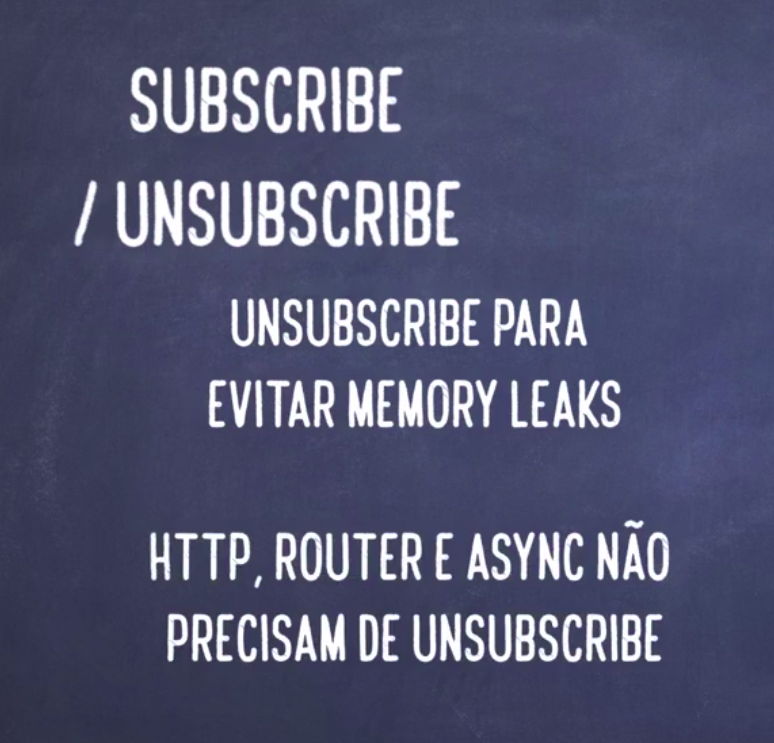 SUBSCRIBE
/ UNSUBSCRIBE
UNSUBSCRIBE PARA
EVITAR MEMORY LEAKS
HTTP, ROUTER E ASYNC NÃO
PRECISAM DE UNSUBSCRIBE